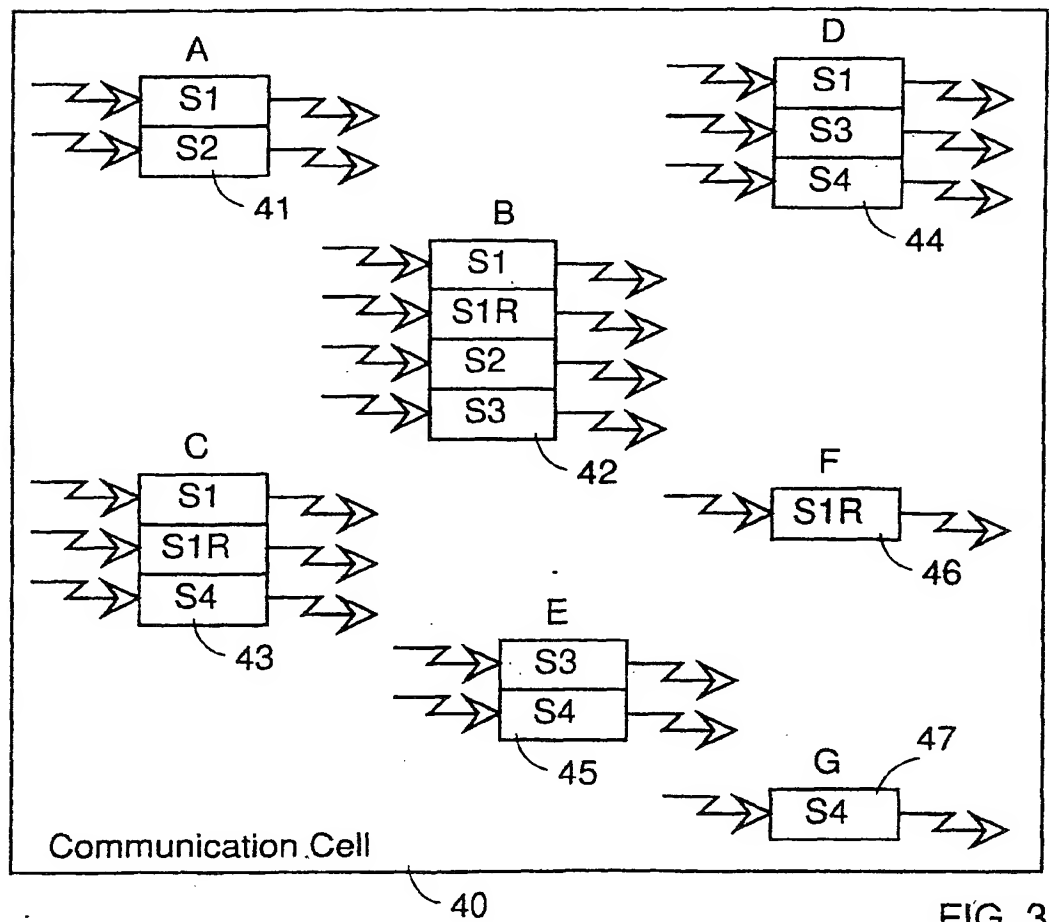 A
S1
S2
41
D
S1
S3
S4
44
B
S1
S1R
S2
S3
42
C
S1
S1R
S4
43
F
S1R
46
E
S3
S4
45
G
47
S4
Communication Cell
40
FIG. 3